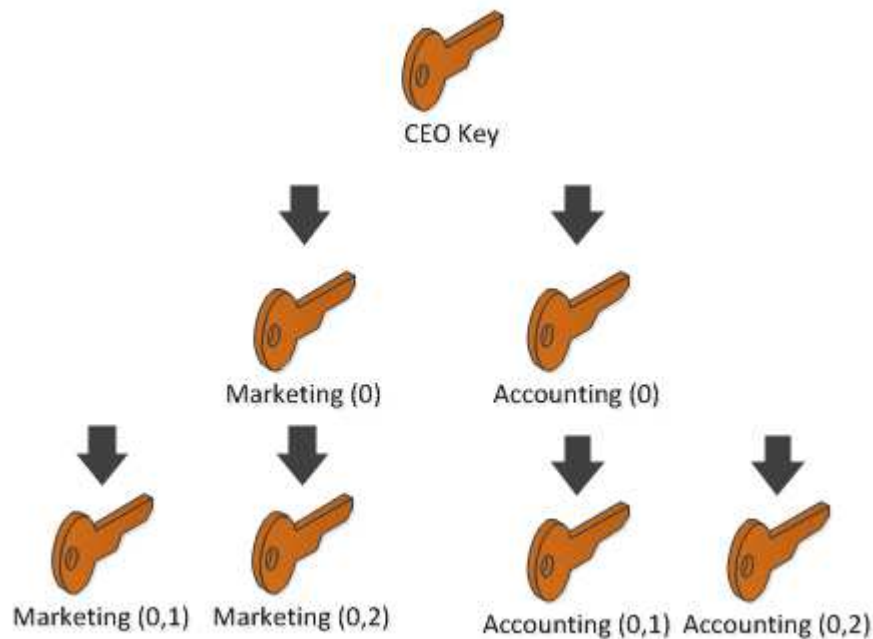 CEO Key
Marketing (0)
Accounting (0)
Marketing (0,1)
Marketing (0,2)
Accounting (0,1)
Accounting (0,2)